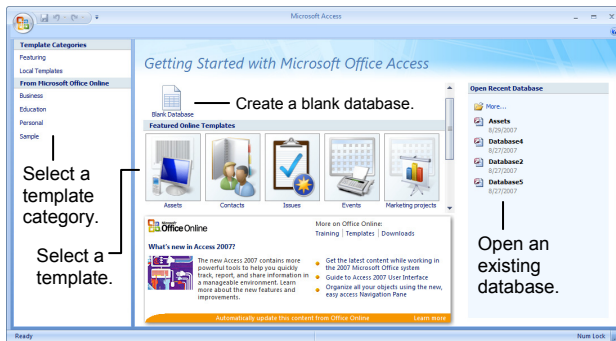 Microsoft Access
Template Categories
Featuring
Local Templates
From Microsoft Office Online
Business
Education
Personal
Sample
Select a
template
category.
Select a
template.
Getting Started with Microsoft Office Access
Blank Database
Create a blank database.
Featured Online Templates
Assets
Contacts
Issues
Events
Marketing projects
Microsoft
Office Online
More on Office Online:
Training | Templates | Downloads
What's new in Access 2007?
The new Access 2007 contains more
powerful tools to help you quickly
track, report, and share information in
a manageable environment. Learn
more about the new features and
improvements.
Get the latest content while working in
the 2007 Microsoft Office system
Guide to Access 2007 User Interface
Organize all your objects using the new,
easy access Navigation Pane
Automatically update this content from Office Online
Learn more
Open Recent Database
More...
Assets
8/29/2007
Database4
8/27/2007
Database2
8/27/2007
Database5
8/27/2007
Open an
existing
database.
Ready
Num Lock